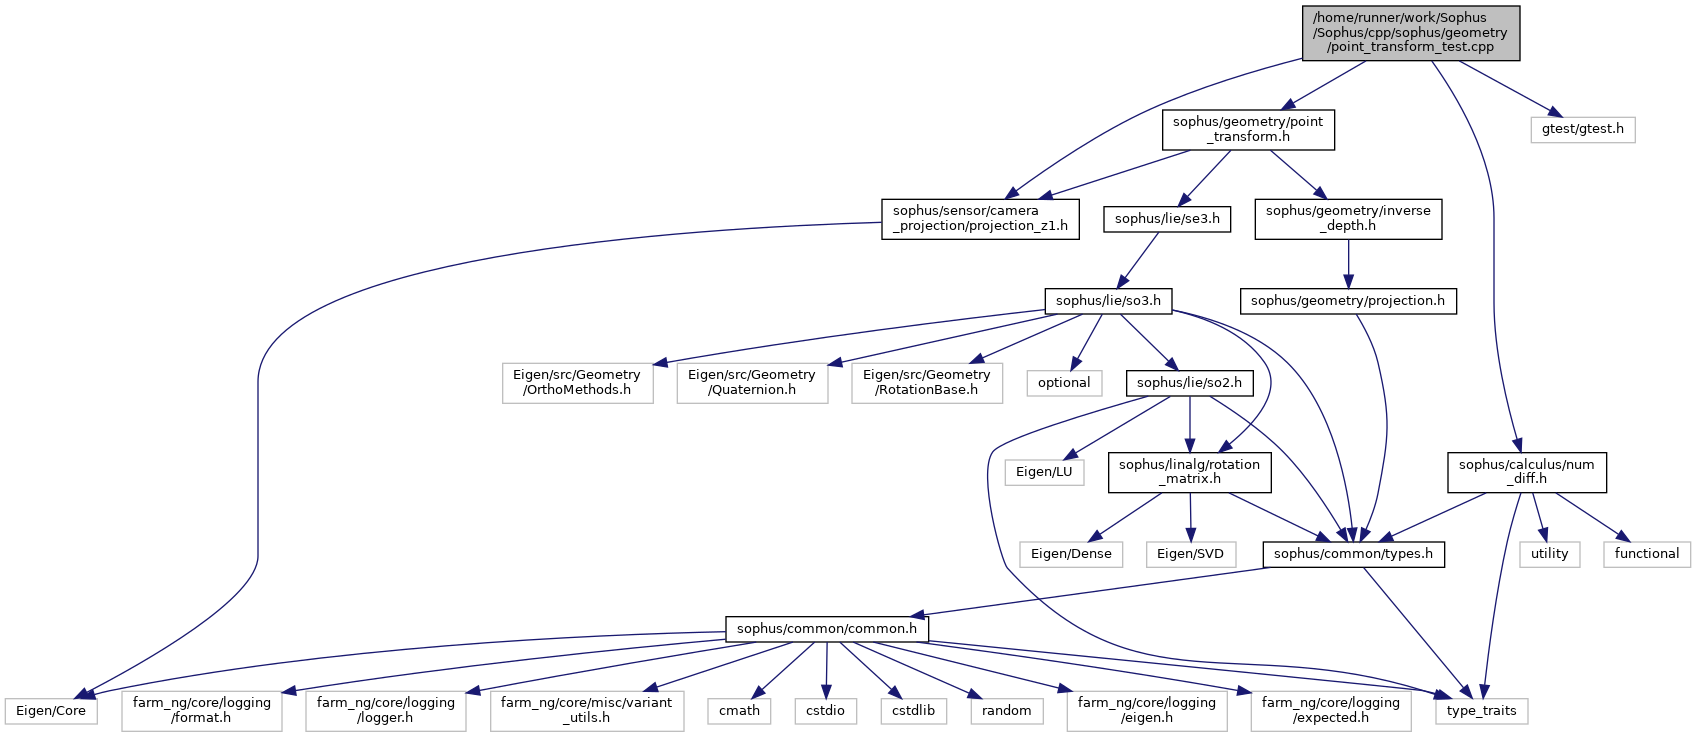 /home/runner/work/Sophus
/Sophus/cpp/sophus/geometry
/point_transform_test.cpp
sophus/geometry/point
_transform.h
gtest/gtest.h
sophus/sensor/camera
_projection/projection_z1.h
sophus/lie/se3.h
sophus/geometry/inverse
_depth.h
sophus/lie/so3.h
sophus/geometry/projection.h
Eigen/src/Geometry
/OrthoMethods.h
Eigen/src/Geometry
/Quaternion.h
Eigen/src/Geometry
/RotationBase.h
optional
sophus/lie/so2.h
Eigen/LU
sophus/linalg/rotation
_matrix.h
sophus/calculus/num
_diff.h
Eigen/Dense
Eigen/SVD
sophus/common/types.h
utility
functional
sophus/common/common.h
Eigen/Core
farm_ng/core/logging
/format.h
farm_ng/core/logging
/logger.h
farm_ng/core/misc/variant
_utils.h
cmath
cstdio
cstdlib
random
farm_ng/core/logging
/eigen.h
farm_ng/core/logging
/expected.h
type_traits